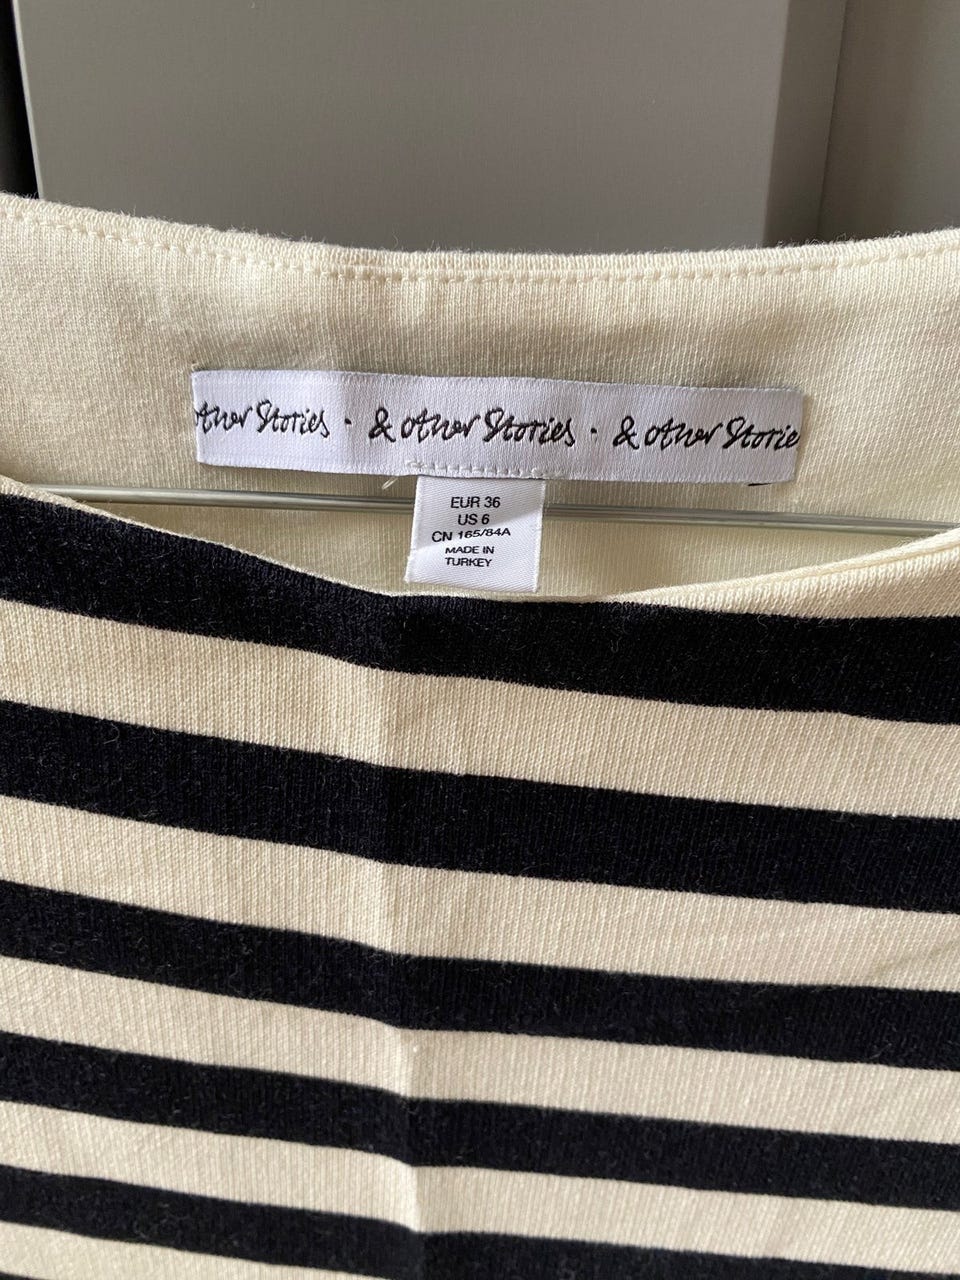 other Stories · & other Stories · & other Storie
EUR 36
US 6
CN 165/84A
MADE IN
TURKEY